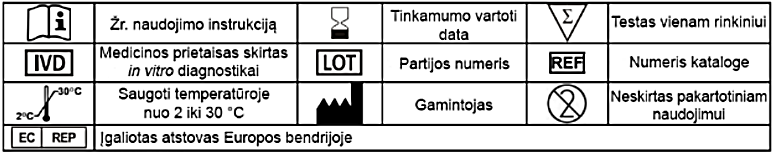 i
Žr. naudojimo instrukciją
Tinkamumo vartoti
data
Σ
Testas vienam rinkiniui
IVD
Medicinos prietaisas skirtas
in vitro diagnostikai
LOT
Partijos numeris
REF
Numeris kataloge
2°C
30°C
Saugoti temperatūroje
nuo 2 iki 30 °C
Gamintojas
2
Neskirtas pakartotiniam
naudojimui
EC REP
Įgaliotas atstovas Europos bendrijoje